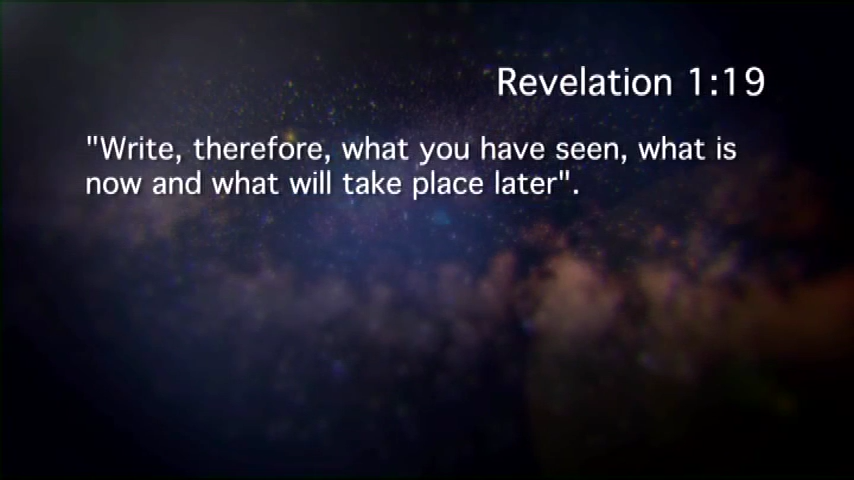 Revelation 1:19
"Write, therefore, what you have seen, what is
now and what will take place later".